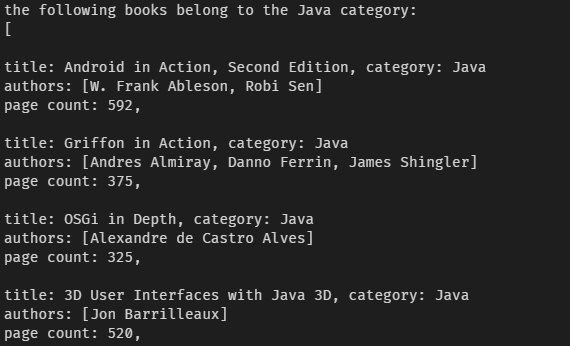 the following books belong to the Java category:
[
title: Android in Action, Second Edition, category: Java
authors: [W. Frank Ableson, Robi Sen]
page count: 592,
title: Griffon in Action, category: Java
authors: [Andres Almiray, Danno Ferrin, James Shingler]
page count: 375,
title: OSGi in Depth, category: Java
authors: [Alexandre de Castro Alves]
page count: 325,
title: 3D User Interfaces with Java 3D, category: Java
authors: [Jon Barrilleaux]
page count: 520,